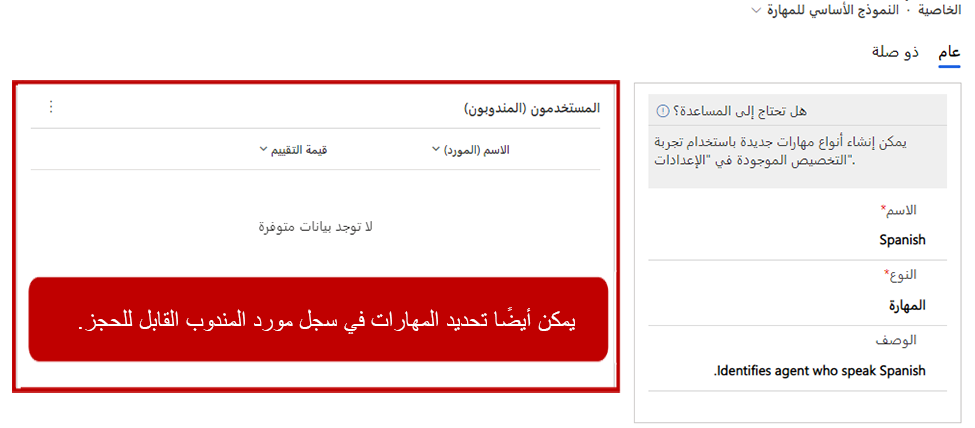 الخاصية · النموذج الأساسي للمهارة
عام ذو صلة
هل تحتاج إلى المساعدة؟
يمكن إنشاء أنواع مهارات جديدة باستخدام تجربة
التخصيص الموجودة في "الإعدادات".
الاسم*
Spanish
النوع*
المهارة
الوصف
Identifies agent who speak Spanish.
المستخدمون (المندوبون)
الاسم (المورد) قيمة التقييم
لا توجد بيانات متوفرة
يمكن أيضًا تحديد المهارات في سجل مورد المندوب القابل للحجز.